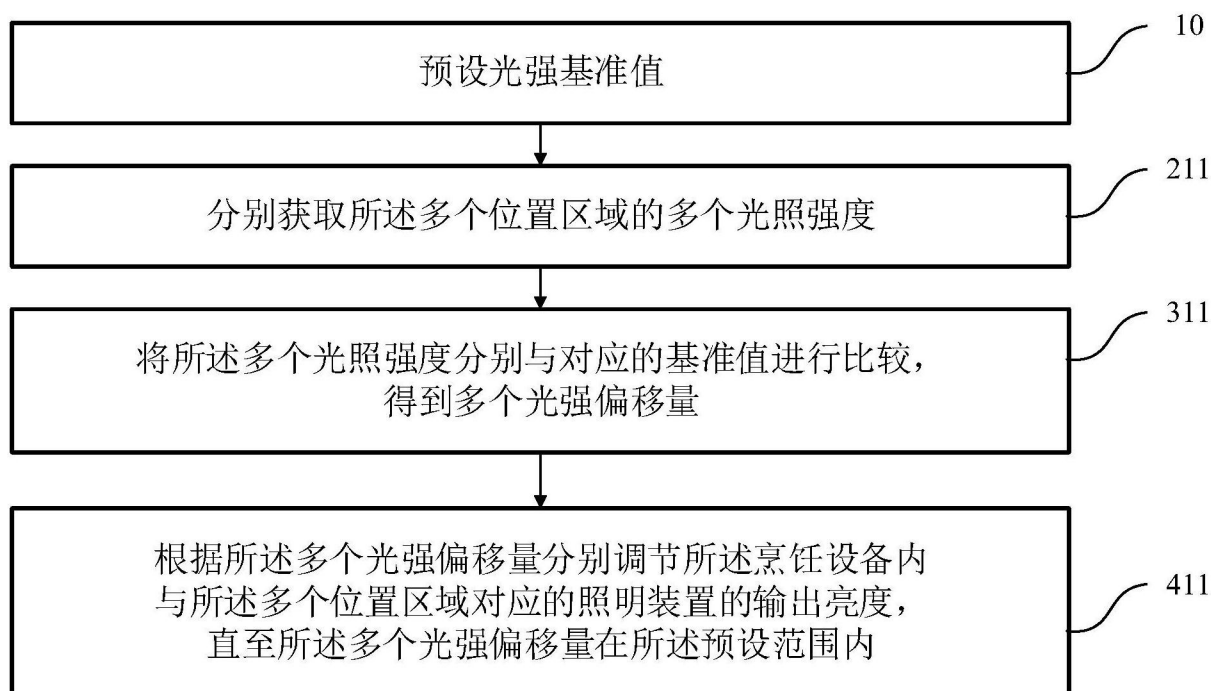 10
预设光强基准值
211
分别获取所述多个位置区域的多个光照强度
311
将所述多个光照强度分别与对应的基准值进行比较，
得到多个光强偏移量
根据所述多个光强偏移量分别调节所述烹饪设备内
411
与所述多个位置区域对应的照明装置的输出亮度，
直至所述多个光强偏移量在所述预设范围内